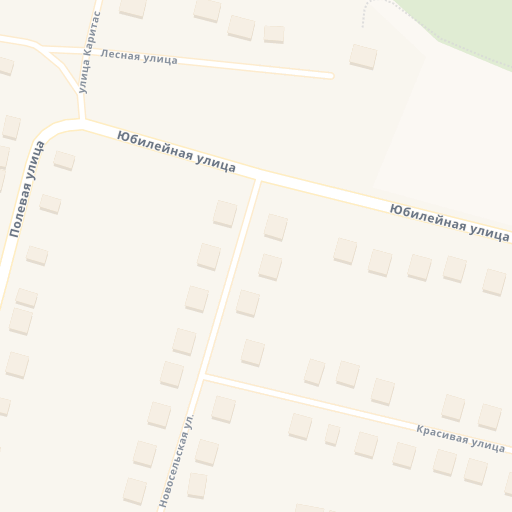 улица Каритас
Лесная улица
Юбилейная улица
Полевая улица
Юбилейная улица
Новосельская ул.
Красивая улица